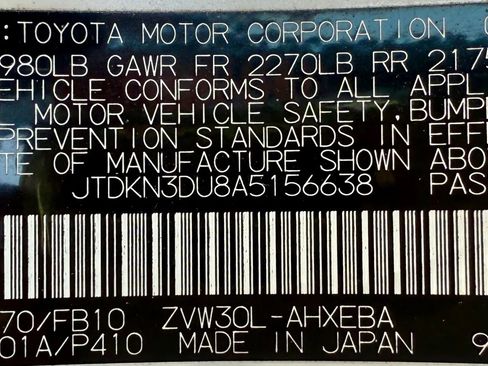 :TOYOTA MOTOR CORPORATION
980LB GAWR FR 2270LB RR 2175
EHICLE CONFORMS TO ALL APPL
MOTOR VEHICLE SAFETY, BUMP
PREVENTION STANDARDS IN EFF
TE OF MANUFACTURE SHOWN ABO
JTDKN3DU8A5156638 PAS
70/FB10 ZVW30L-AHXEBA
01A/P410 MADE IN JAPAN 9